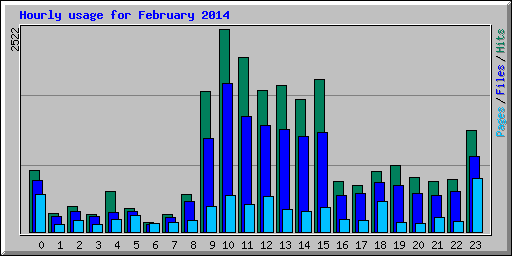 Hourly usage for February 2014
2522
Pages/Files/Hits
0 1 2 3 4 5 6 7 8 9 10 11 12 13 14 15 16 17 18 19 20 21 22 23